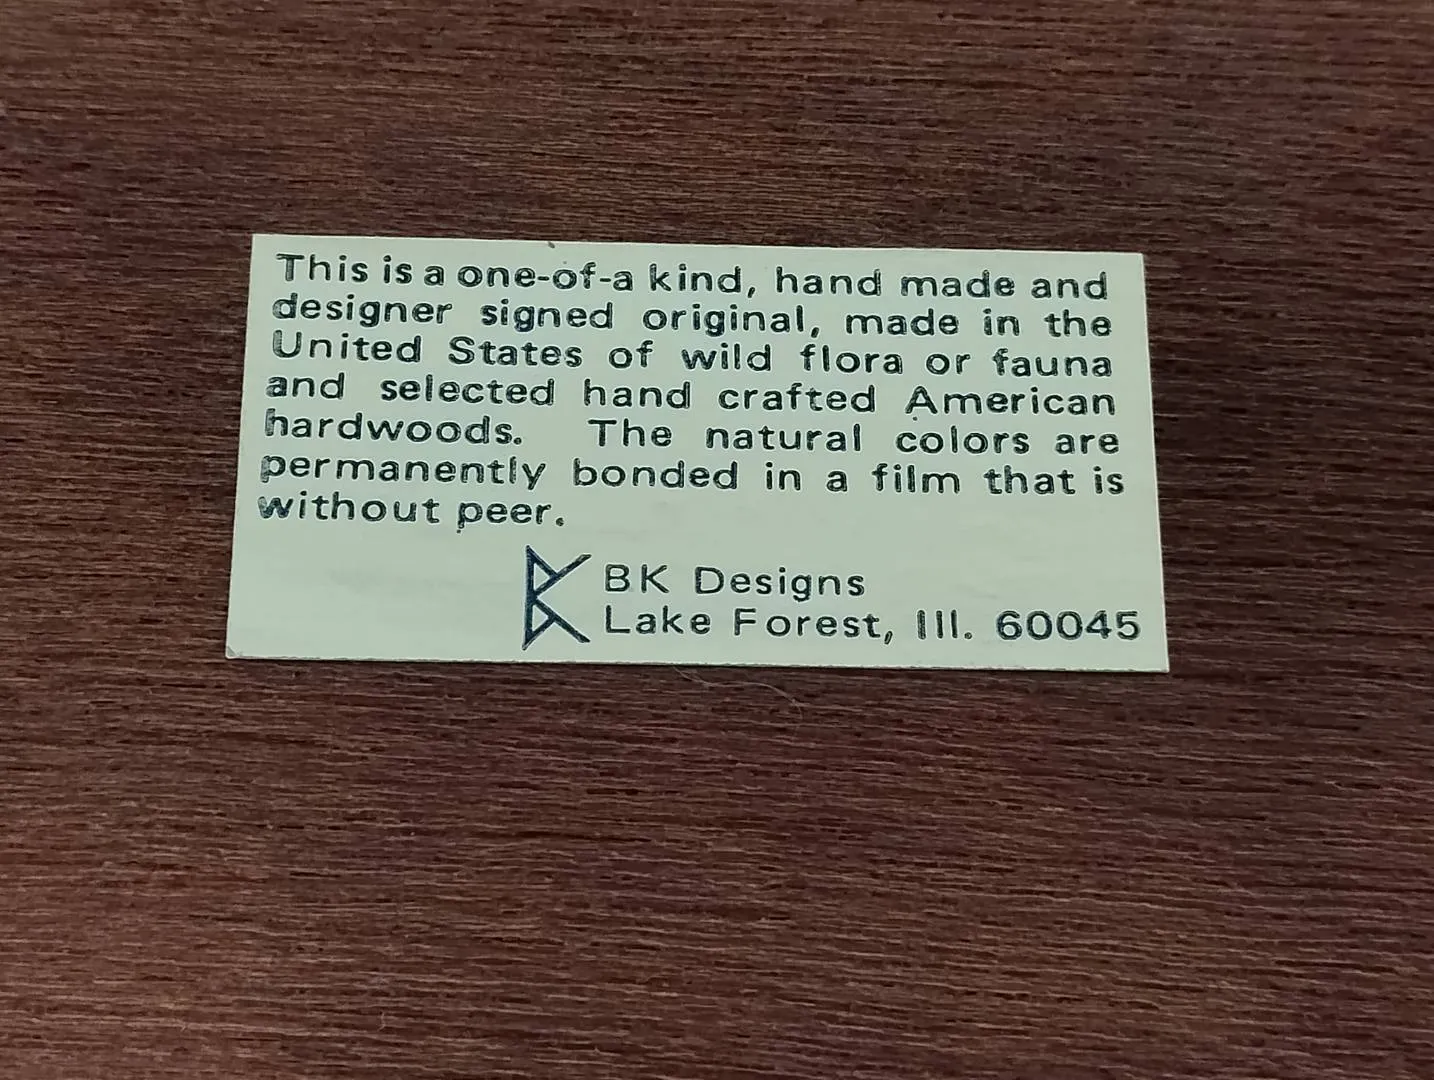 This is a one-of-a kind, hand made and
designer signed original, made in the
United States of wild flora or fauna
and selected hand crafted American
hardwoods. The natural colors are
permanently bonded in a film that is
without peer.
BK Designs
Lake Forest, Ill. 60045